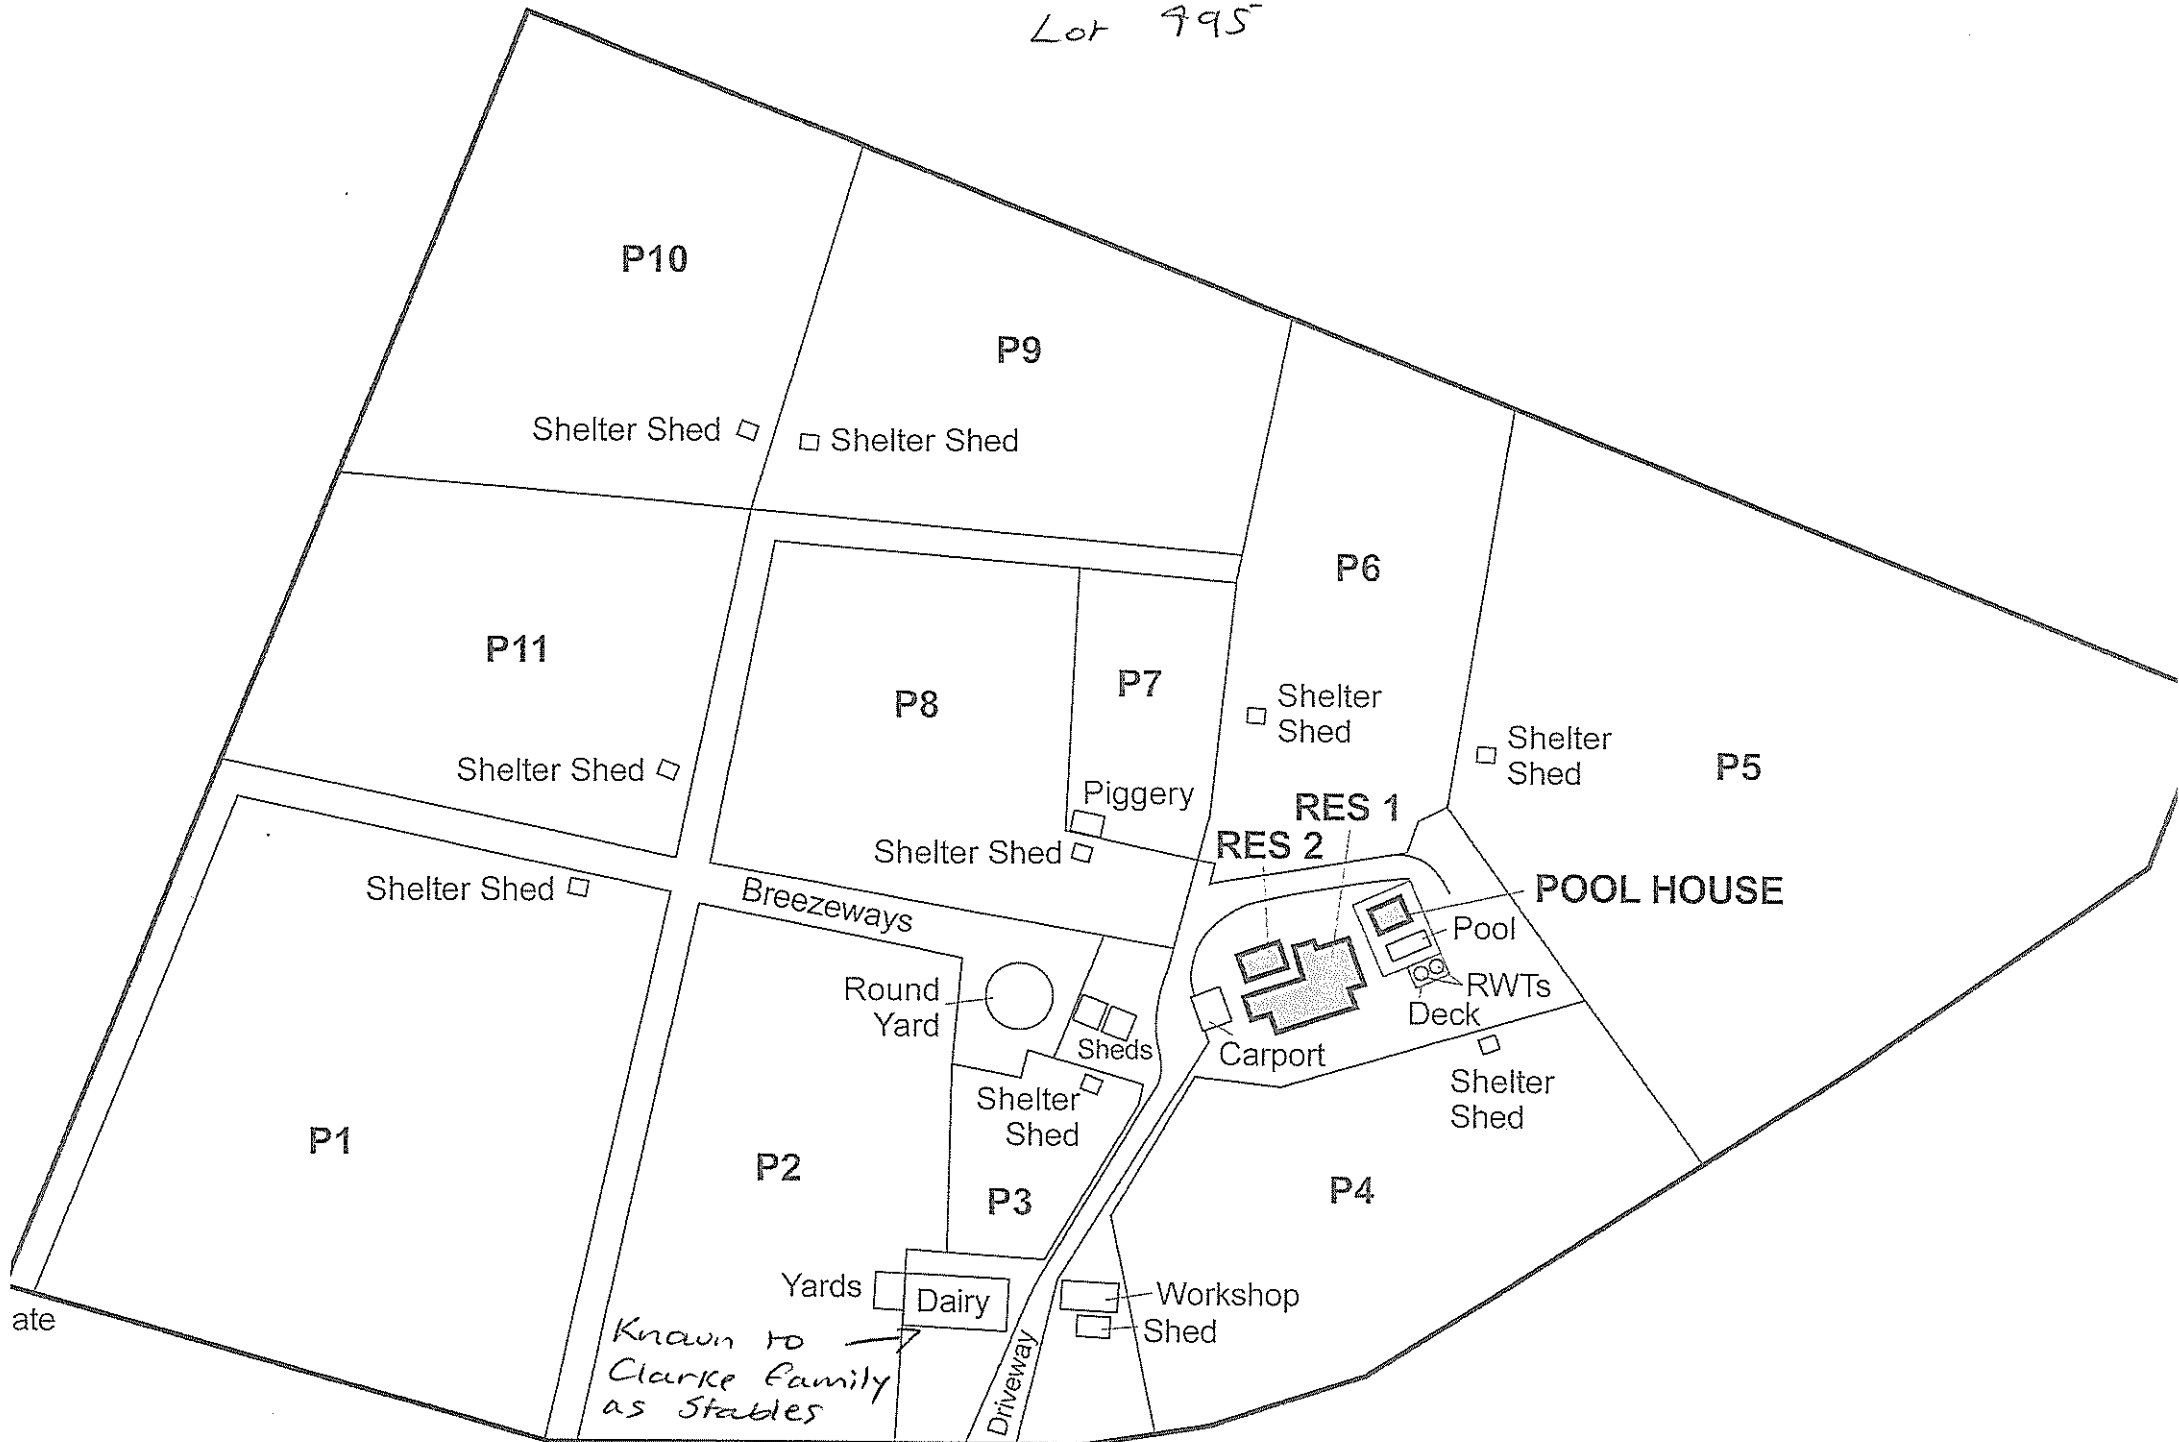 Lot 995
P10
P9
Shelter Shed
Shelter Shed
P6
P11
P8
P7
Shelter
Shed
Shelter
Shed
P5
Shelter Shed
Piggery
RES 1
RES 2
Shelter Shed
Shelter Shed
Breezeways
POOL HOUSE
Pool
Round
Yard
RWTs
Deck
Sheds
Carport
Shelter
Shed
Shelter
Shed
P1
P2
P3
P4
Yards
Dairy
Workshop
Shed
ate
Known to
Clarke family
as Stables
Driveway